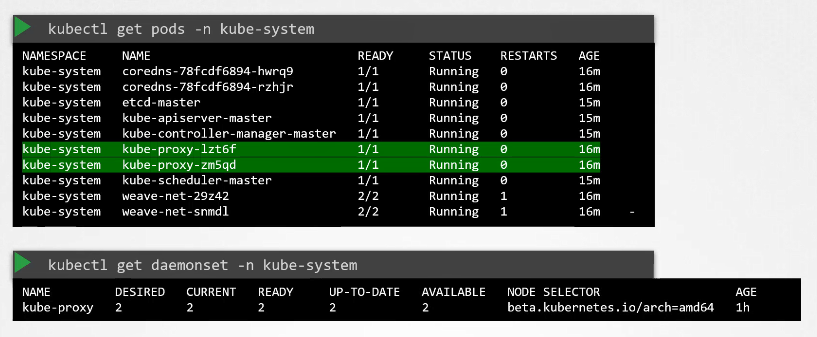 kubectl get pods -n kube-system
NAMESPACE NAME READY STATUS RESTARTS AGE
kube-system coredns-78fcdf6894-hwrq9 1/1 Running 0 16m
kube-system coredns-78fcdf6894-rzhjr 1/1 Running 0 16m
kube-system etcd-master 1/1 Running 0 15m
kube-system kube-apiserver-master 1/1 Running 0 15m
kube-system kube-controller-manager-master 1/1 Running 0 15m
kube-system kube-proxy-lzt6f 1/1 Running 0 16m
kube-system kube-proxy-zm5qd 1/1 Running 0 16m
kube-system kube-scheduler-master 1/1 Running 0 15m
kube-system weave-net-29z42 2/2 Running 1 16m
kube-system weave-net-snmdl 2/2 Running 1 16m -
kubectl get daemonset -n kube-system
NAME DESIRED CURRENT READY UP-TO-DATE AVAILABLE NODE SELECTOR AGE
kube-proxy 2 2 2 2 2 beta.kubernetes.io/arch=amd64 1h